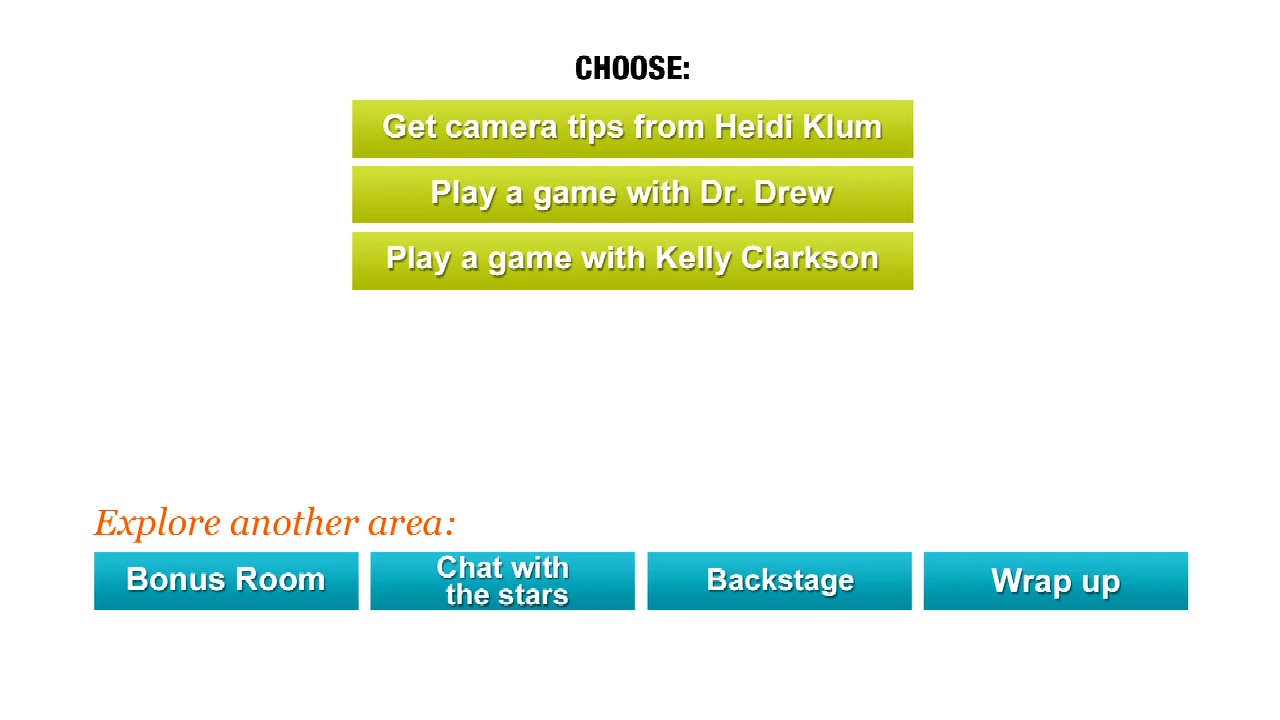 CHOOSE:
Get camera tips from Heidi Klum
Play a game with Dr. Drew
Play a game with Kelly Clarkson
Explore another area:
Bonus Room
Chat with
the stars
Backstage
Wrap up